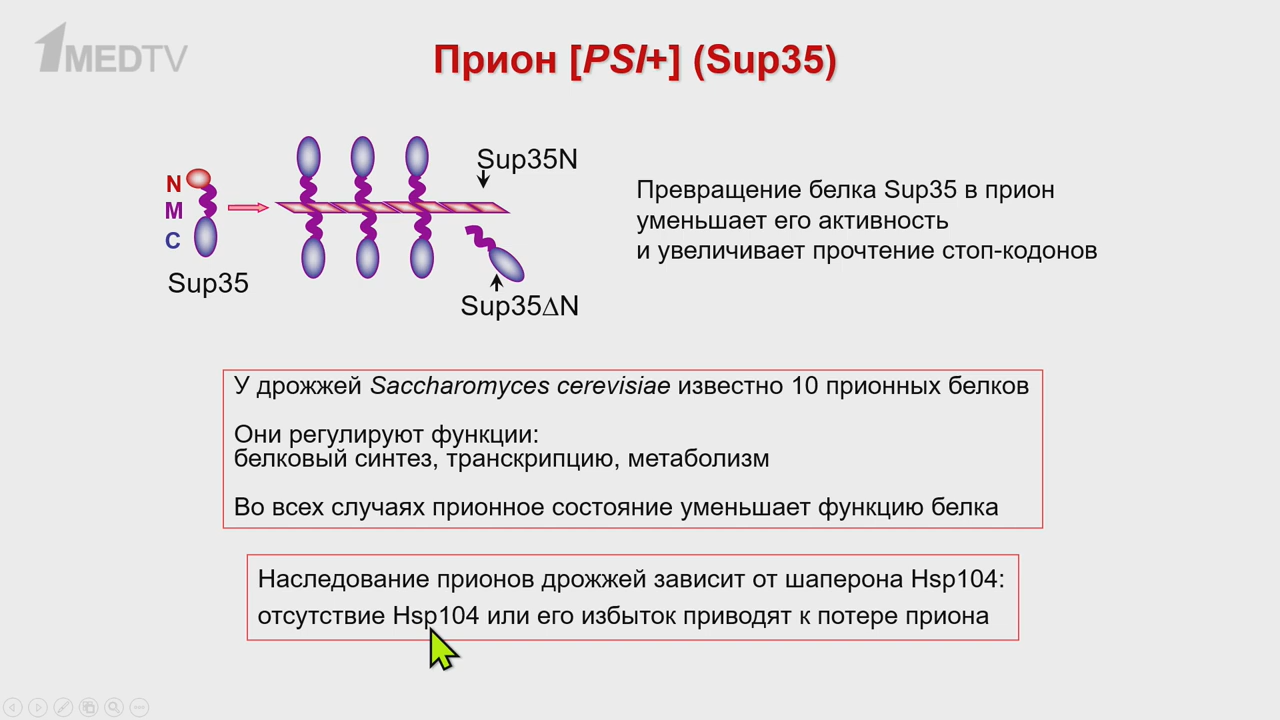 1MEDTV
Прион [PSI+] (Sup35)
N
M
C
Sup35
Sup35N
Sup35ΔN
Превращение белка Sup35 в прион
уменьшает его активность
и увеличивает прочтение стоп-кодонов
У дрожжей Saccharomyces cerevisiae известно 10 прионных белков
Они регулируют функции:
белковый синтез, транскрипцию, метаболизм
Во всех случаях прионное состояние уменьшает функцию белка
Наследование прионов дрожжей зависит от шаперона Hsp104:
отсутствие Hsp104 или его избыток приводят к потере приона